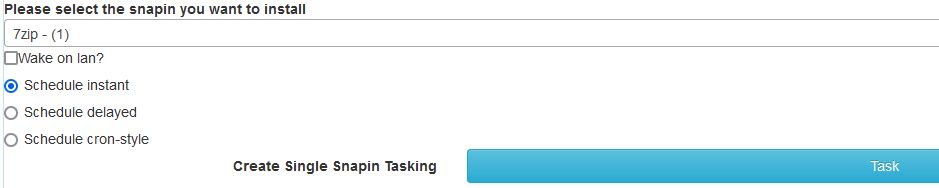 Please select the snapin you want to install
7zip - (1)
Wake on lan?
Schedule instant
Schedule delayed
Schedule cron-style
Create Single Snapin Tasking Task